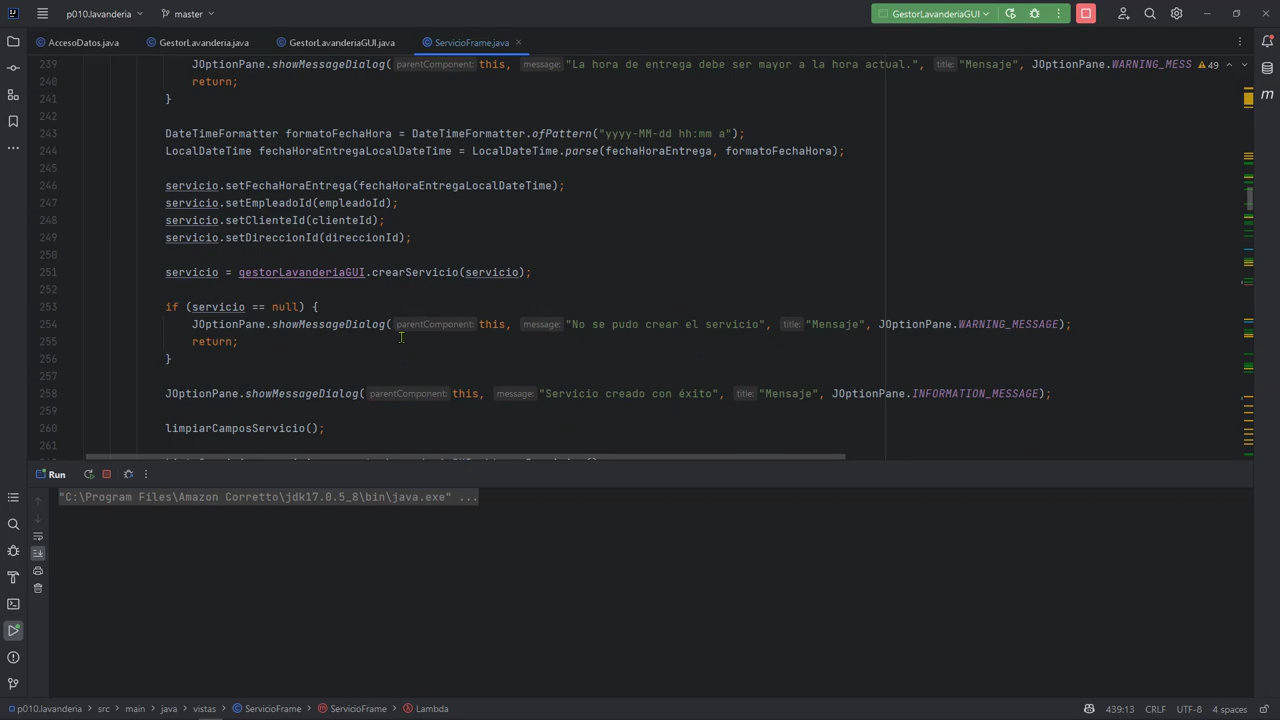 p010.lavanderia
master
GestorLavanderiaGUI
AccesoDatos.java
GestorLavanderia.java
GestorLavanderiaGUI.java
ServicioFrame.java
239 JOptionPane.showMessageDialog( parentComponent: this, message: "La hora de entrega debe ser mayor a la hora actual.", title: "Mensaje", JOptionPane.WARNING_MESS 49
240 return;
241 }
242
243 DateTimeFormatter formatoFechaHora = DateTimeFormatter.ofPattern("yyyy-MM-dd hh:mm a");
244 LocalDateTime fechaHoraEntregaLocalDateTime = LocalDateTime.parse(fechaHoraEntrega, formatoFechaHora);
245
246 servicio.setFechaHoraEntrega(fechaHoraEntregaLocalDateTime);
247 servicio.setEmpleadoId(empleadoId);
248 servicio.setClienteId(clienteId);
249 servicio.setDireccionId(direccionId);
250
251 servicio = gestorLavanderiaGUI.crearServicio(servicio);
252
253 if (servicio == null) {
254 JOptionPane.showMessageDialog( parentComponent: this, message: "No se pudo crear el servicio", title: "Mensaje", JOptionPane.WARNING_MESSAGE);
255 return;
256 }
257
258 JOptionPane.showMessageDialog( parentComponent: this, message: "Servicio creado con éxito", title: "Mensaje", JOptionPane.INFORMATION_MESSAGE);
259
260 limpiarCamposServicio();
261
Run
"C:\Program Files\Amazon Corretto\jdk17.0.5_8\bin\java.exe" ...
p010.lavanderia > src > main > java > vistas > ServicioFrame > ServicioFrame > Lambda
439:13 CRLF UTF-8 4 spaces